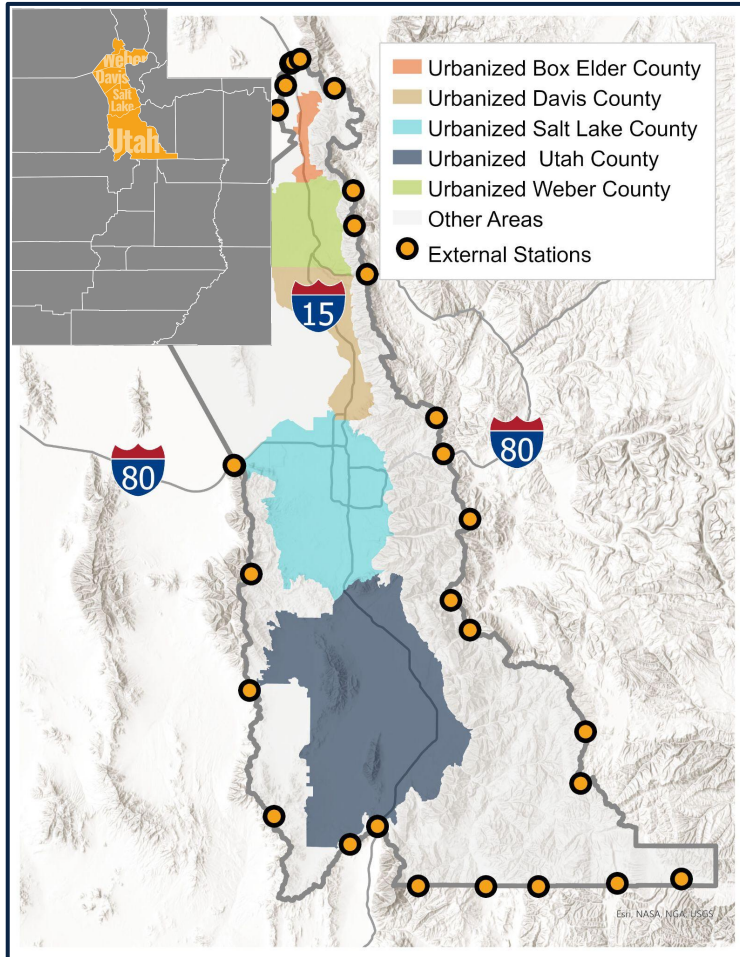 Weber
Davis
Salt
Lake
Utah
Urbanized Box Elder County
Urbanized Davis County
Urbanized Salt Lake County
Urbanized  Utah County
Urbanized Weber County
Other Areas
External Stations
15
80
80
Esri, NASA, NGA, USGS